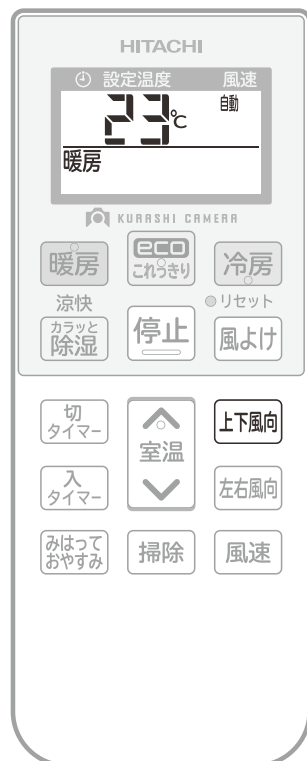 HITACHI
設定温度 風速
23℃ 自動
暖房
KURASHI CAMERA
暖房 eco これっきり 冷房
涼快 リセット
カラッと除湿 停止 風よけ
切タイマー 室温 上下風向
入タイマー 左右風向
みはっておやすみ 掃除 風速